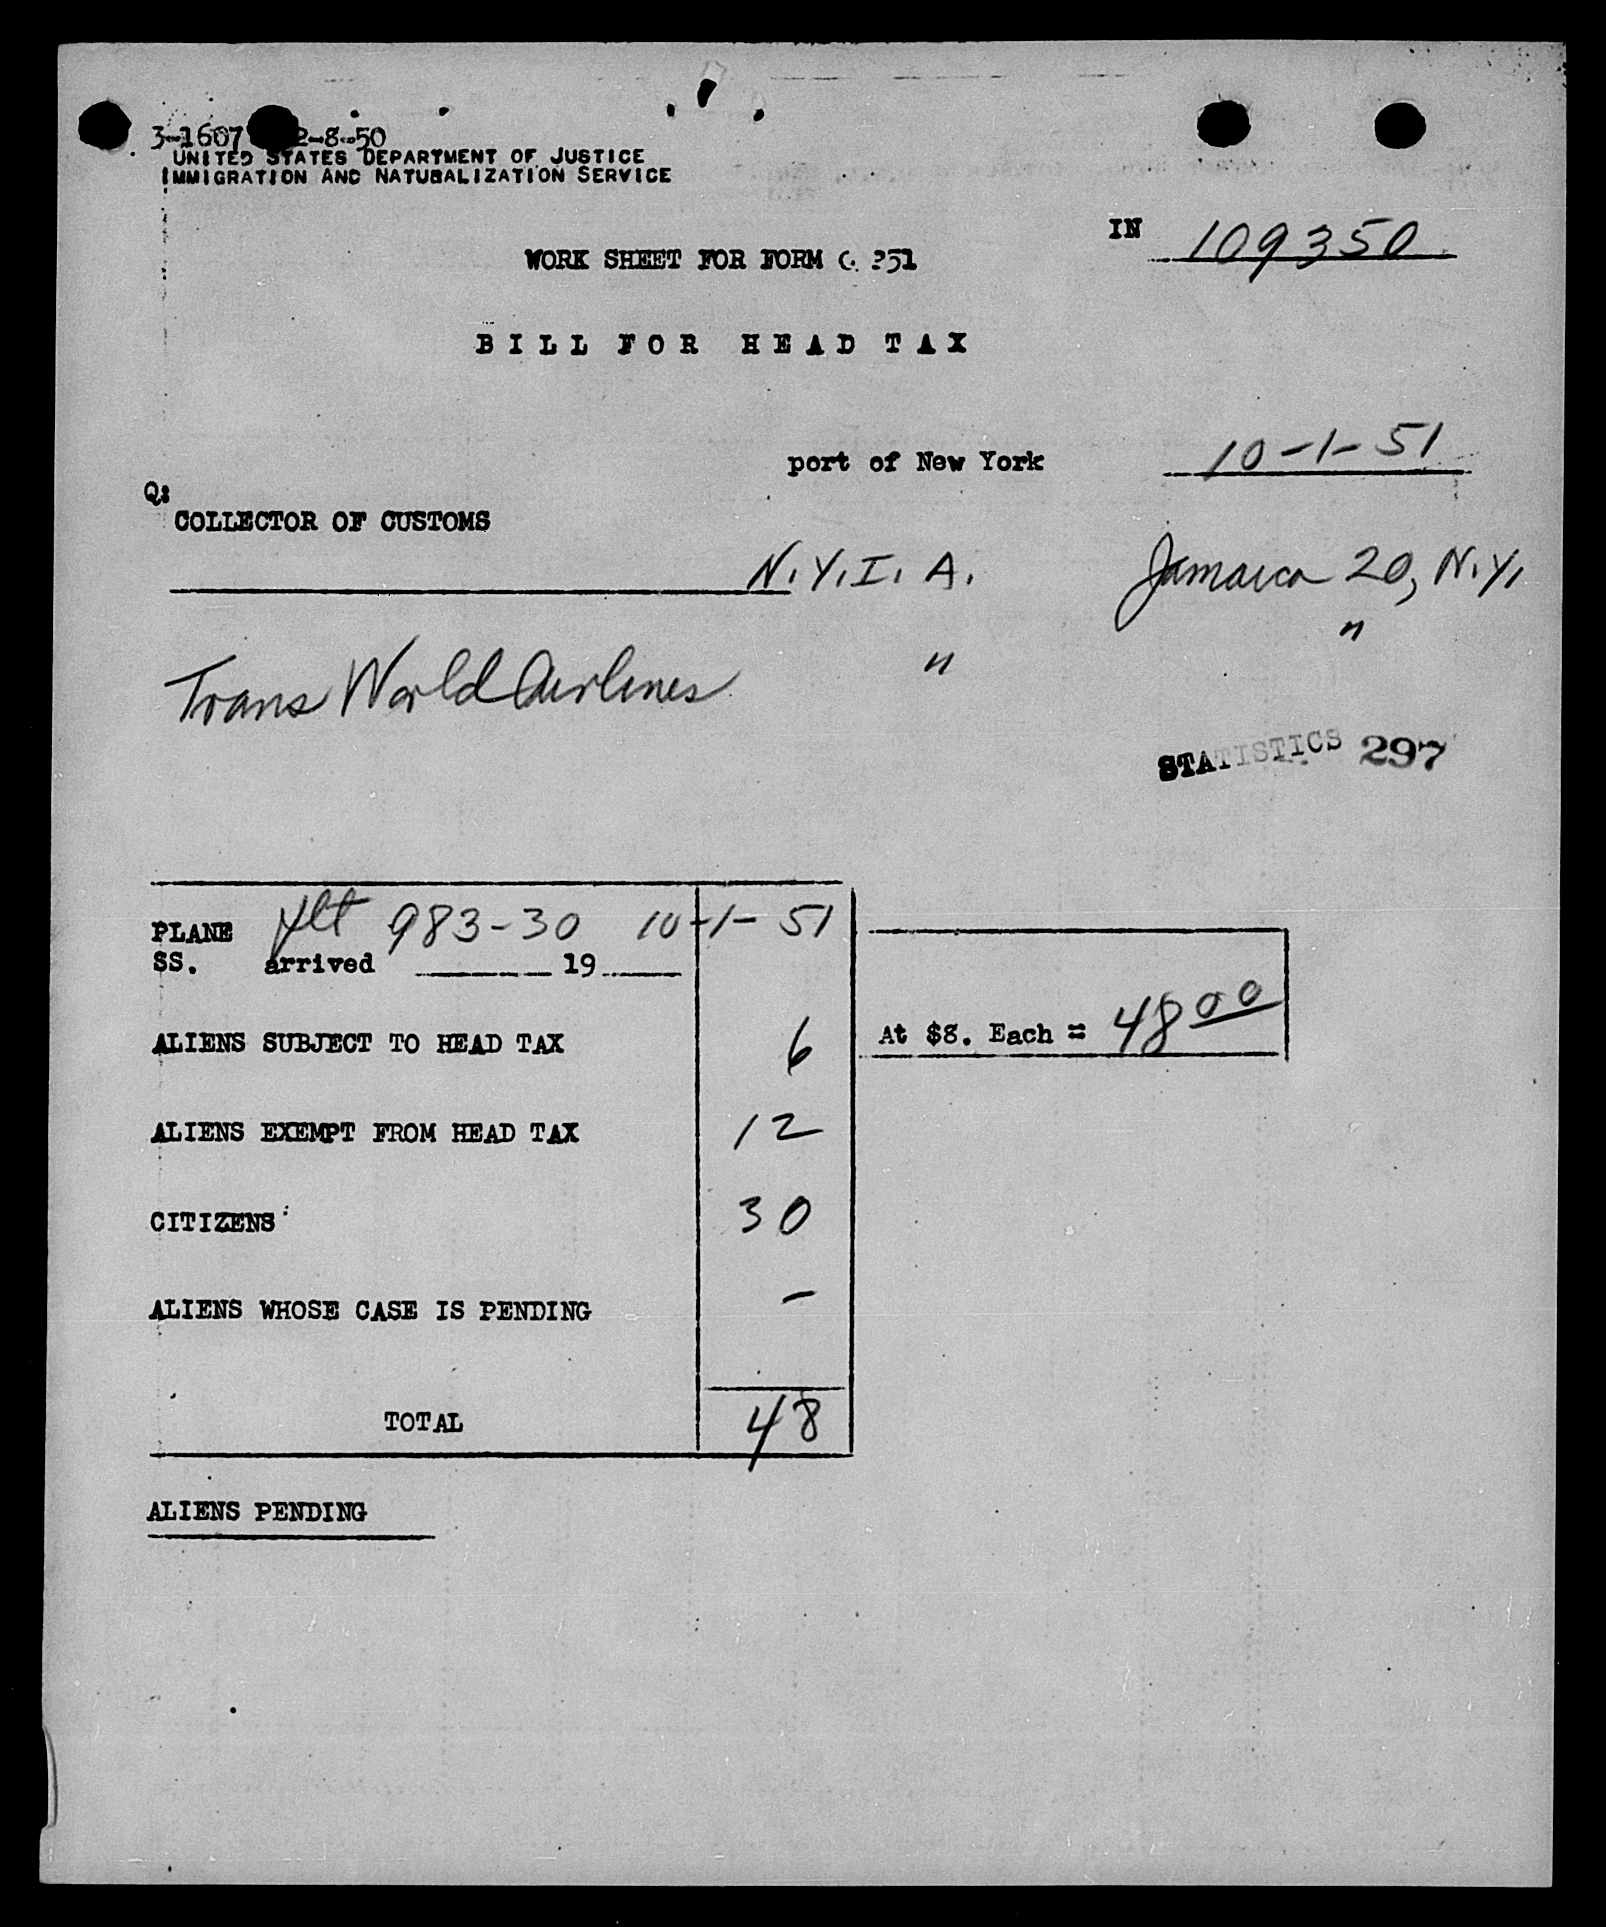 3-1607 2-8-50
UNITED STATES DEPARTMENT OF JUSTICE
IMMIGRATION AND NATURALIZATION SERVICE
IN 109350
WORK SHEET FOR FORM 351
BILL FOR HEAD TAX
port of New York 10-1-51
Q:
COLLECTOR OF CUSTOMS
N.Y.I.A. Jamaica 20, N.Y.
Trans World Airlines " "
STATISTICS 297
PLANE flt 983-30 10-1-51
SS. arrived 19
ALIENS SUBJECT TO HEAD TAX 6 At $8. Each = 48 00
ALIENS EXEMPT FROM HEAD TAX 12
CITIZENS 30
ALIENS WHOSE CASE IS PENDING -
TOTAL 48
ALIENS PENDING